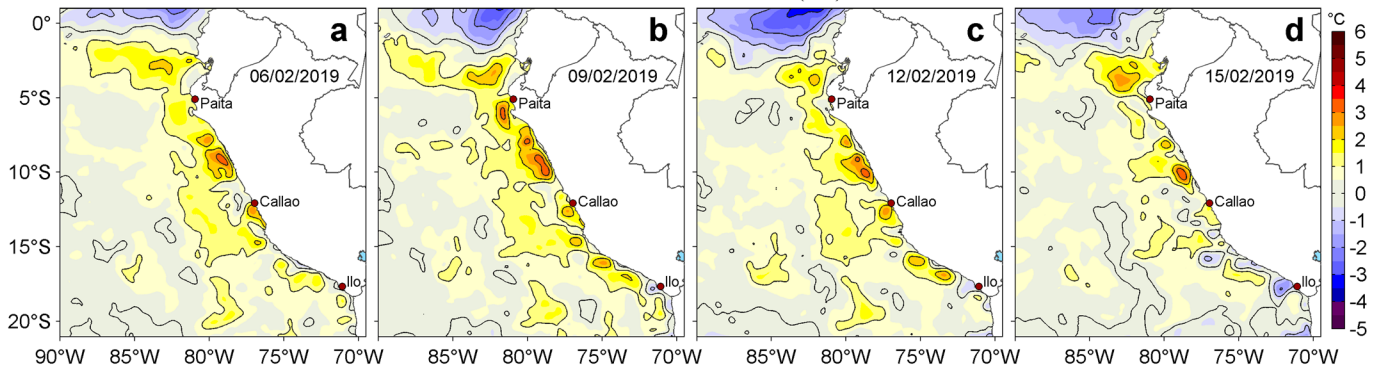 a
b
c
d
°C
06/02/2019
09/02/2019
12/02/2019
15/02/2019
Paita
Paita
Paita
Paita
Callao
Callao
Callao
Callao
Ilo
Ilo
Ilo
Ilo
0°
5°S
10°S
15°S
20°S
90°W 85°W 80°W 75°W 70°W
85°W 80°W 75°W 70°W
85°W 80°W 75°W 70°W
85°W 80°W 75°W 70°W
6
5
4
3
2
1
0
-1
-2
-3
-4
-5